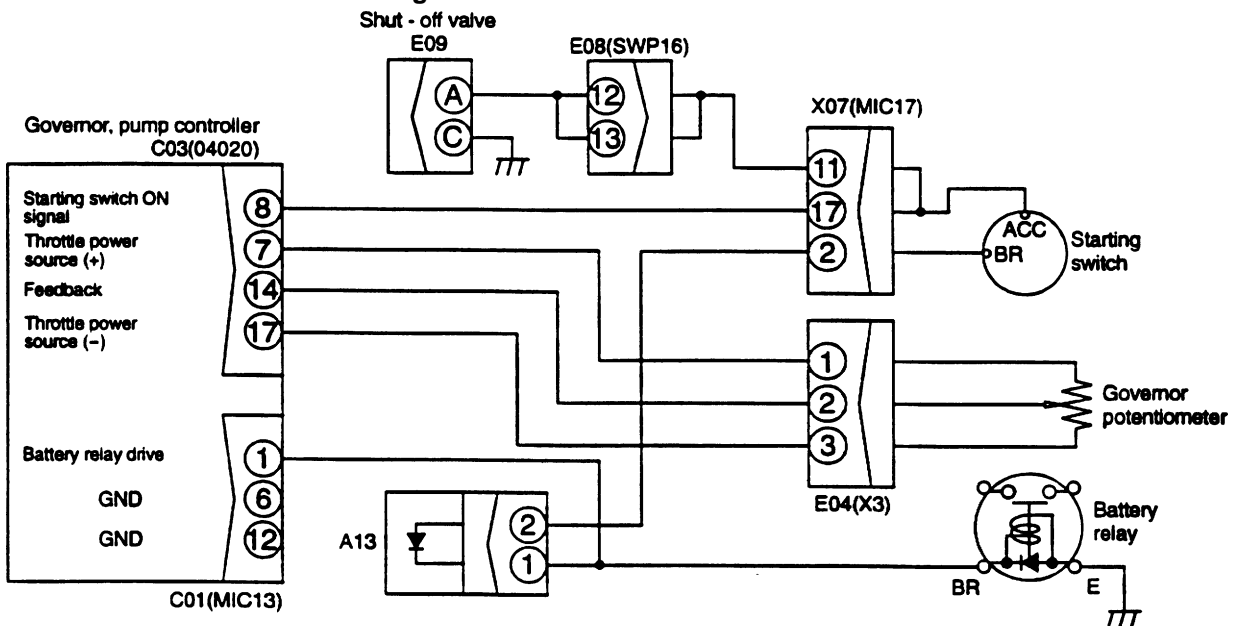 Shut - off valve
E09
A
C
E08(SWP16)
12
13
X07(MIC17)
11
17
2
ACC
BR
Starting
switch
Governor, pump controller
C03(04020)
Starting switch ON
signal
8
Throttle power
source (+)
7
Feedback
14
Throttle power
source (−)
17
1
2
3
E04(X3)
Governor
potentiometer
Battery relay drive
1
GND
6
GND
12
C01(MIC13)
A13
2
1
Battery
relay
BR
E